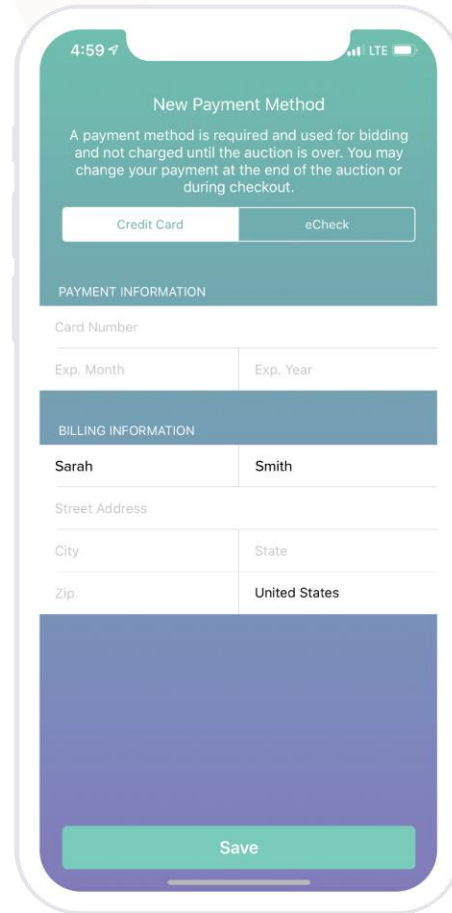 4:59 LTE
New Payment Method
A payment method is required and used for bidding
and not charged until the auction is over. You may
change your payment at the end of the auction or
during checkout.
Credit Card eCheck
PAYMENT INFORMATION
Card Number
Exp. Month Exp. Year
BILLING INFORMATION
Sarah Smith
Street Address
City State
Zip United States
Save